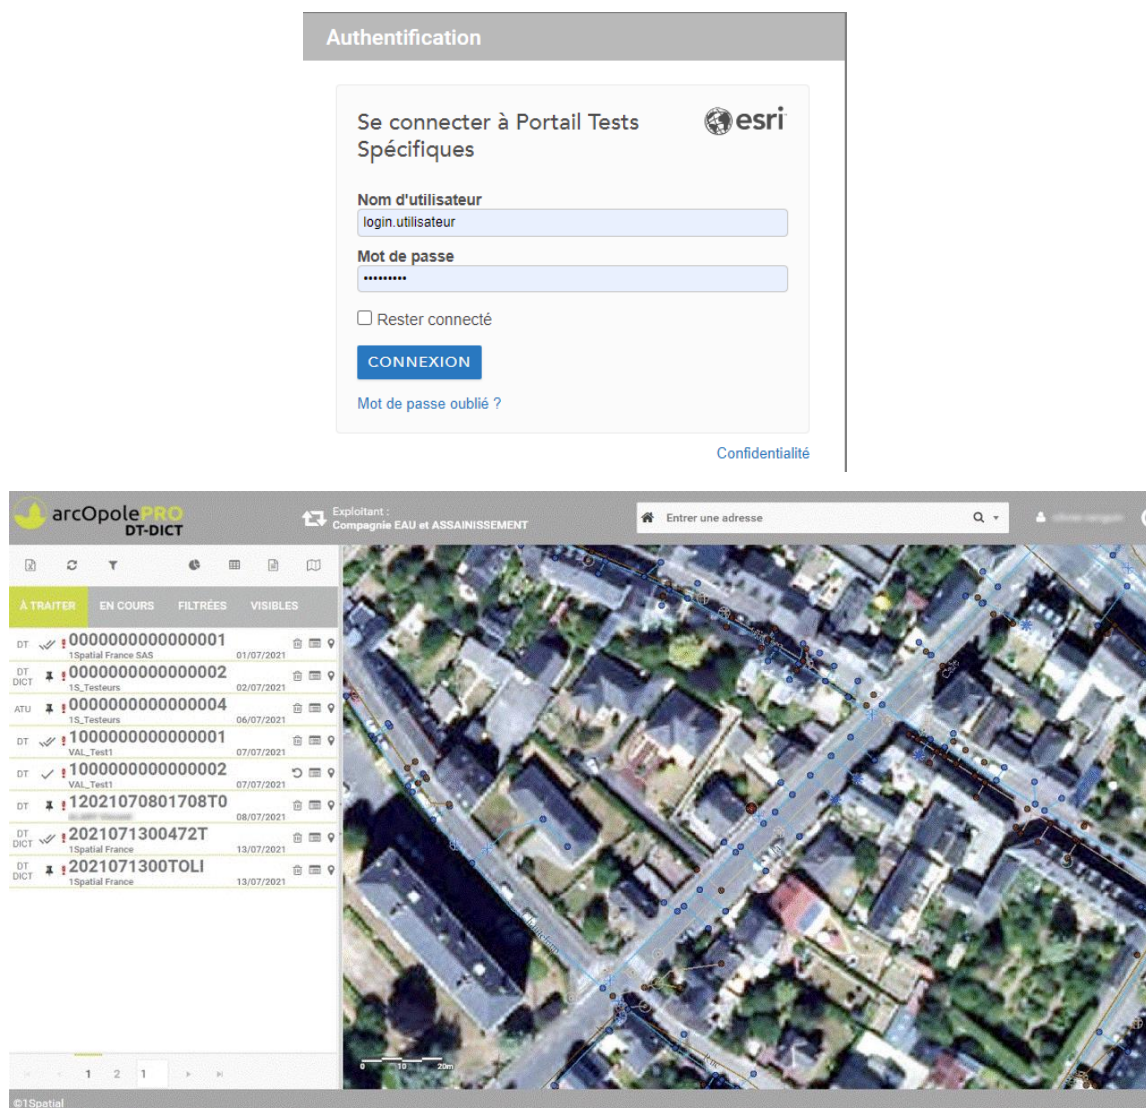 Authentification
Se connecter à Portail Tests
Spécifiques
esri
Nom d'utilisateur
login.utilisateur
Mot de passe
•••••••••
Rester connecté
CONNEXION
Mot de passe oublié ?
Confidentialité
arcOpolePRO
DT-DICT
Exploitant :
Compagnie EAU et ASSAINISSEMENT
Entrer une adresse
À TRAITER EN COURS FILTRÉES VISIBLES
DT 0000000000000001
1Spatial France SAS 01/07/2021
DT DICT 0000000000000002
1S_Testeurs 02/07/2021
ATU 0000000000000004
1S_Testeurs 06/07/2021
DT 1000000000000001
VAL_Test1 07/07/2021
DT 1000000000000002
VAL_Test1 07/07/2021
DT 12021070801708T0
08/07/2021
DT DICT 2021071300472T
1Spatial France 13/07/2021
DT DICT 2021071300TOLI
1Spatial France 13/07/2021
1 2 1
0 10 20m
©1Spatial